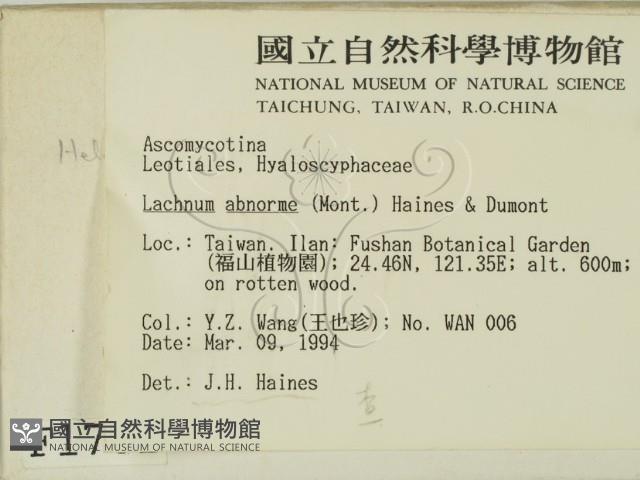 國立自然科學博物館
NATIONAL MUSEUM OF NATURAL SCIENCE
TAICHUNG, TAIWAN, R.O.CHINA
Hel
Ascomycotina
Leotiales, Hyaloscyphaceae
Lachnum abnorme (Mont.) Haines & Dumont
Loc.: Taiwan. Ilan: Fushan Botanical Garden
(福山植物園); 24.46N, 121.35E; alt. 600m;
on rotten wood.
Col.: Y.Z. Wang(王也珍); No. WAN 006
Date: Mar. 09, 1994
Det.: J.H. Haines
國立自然科學博物館
NATIONAL MUSEUM OF NATURAL SCIENCE